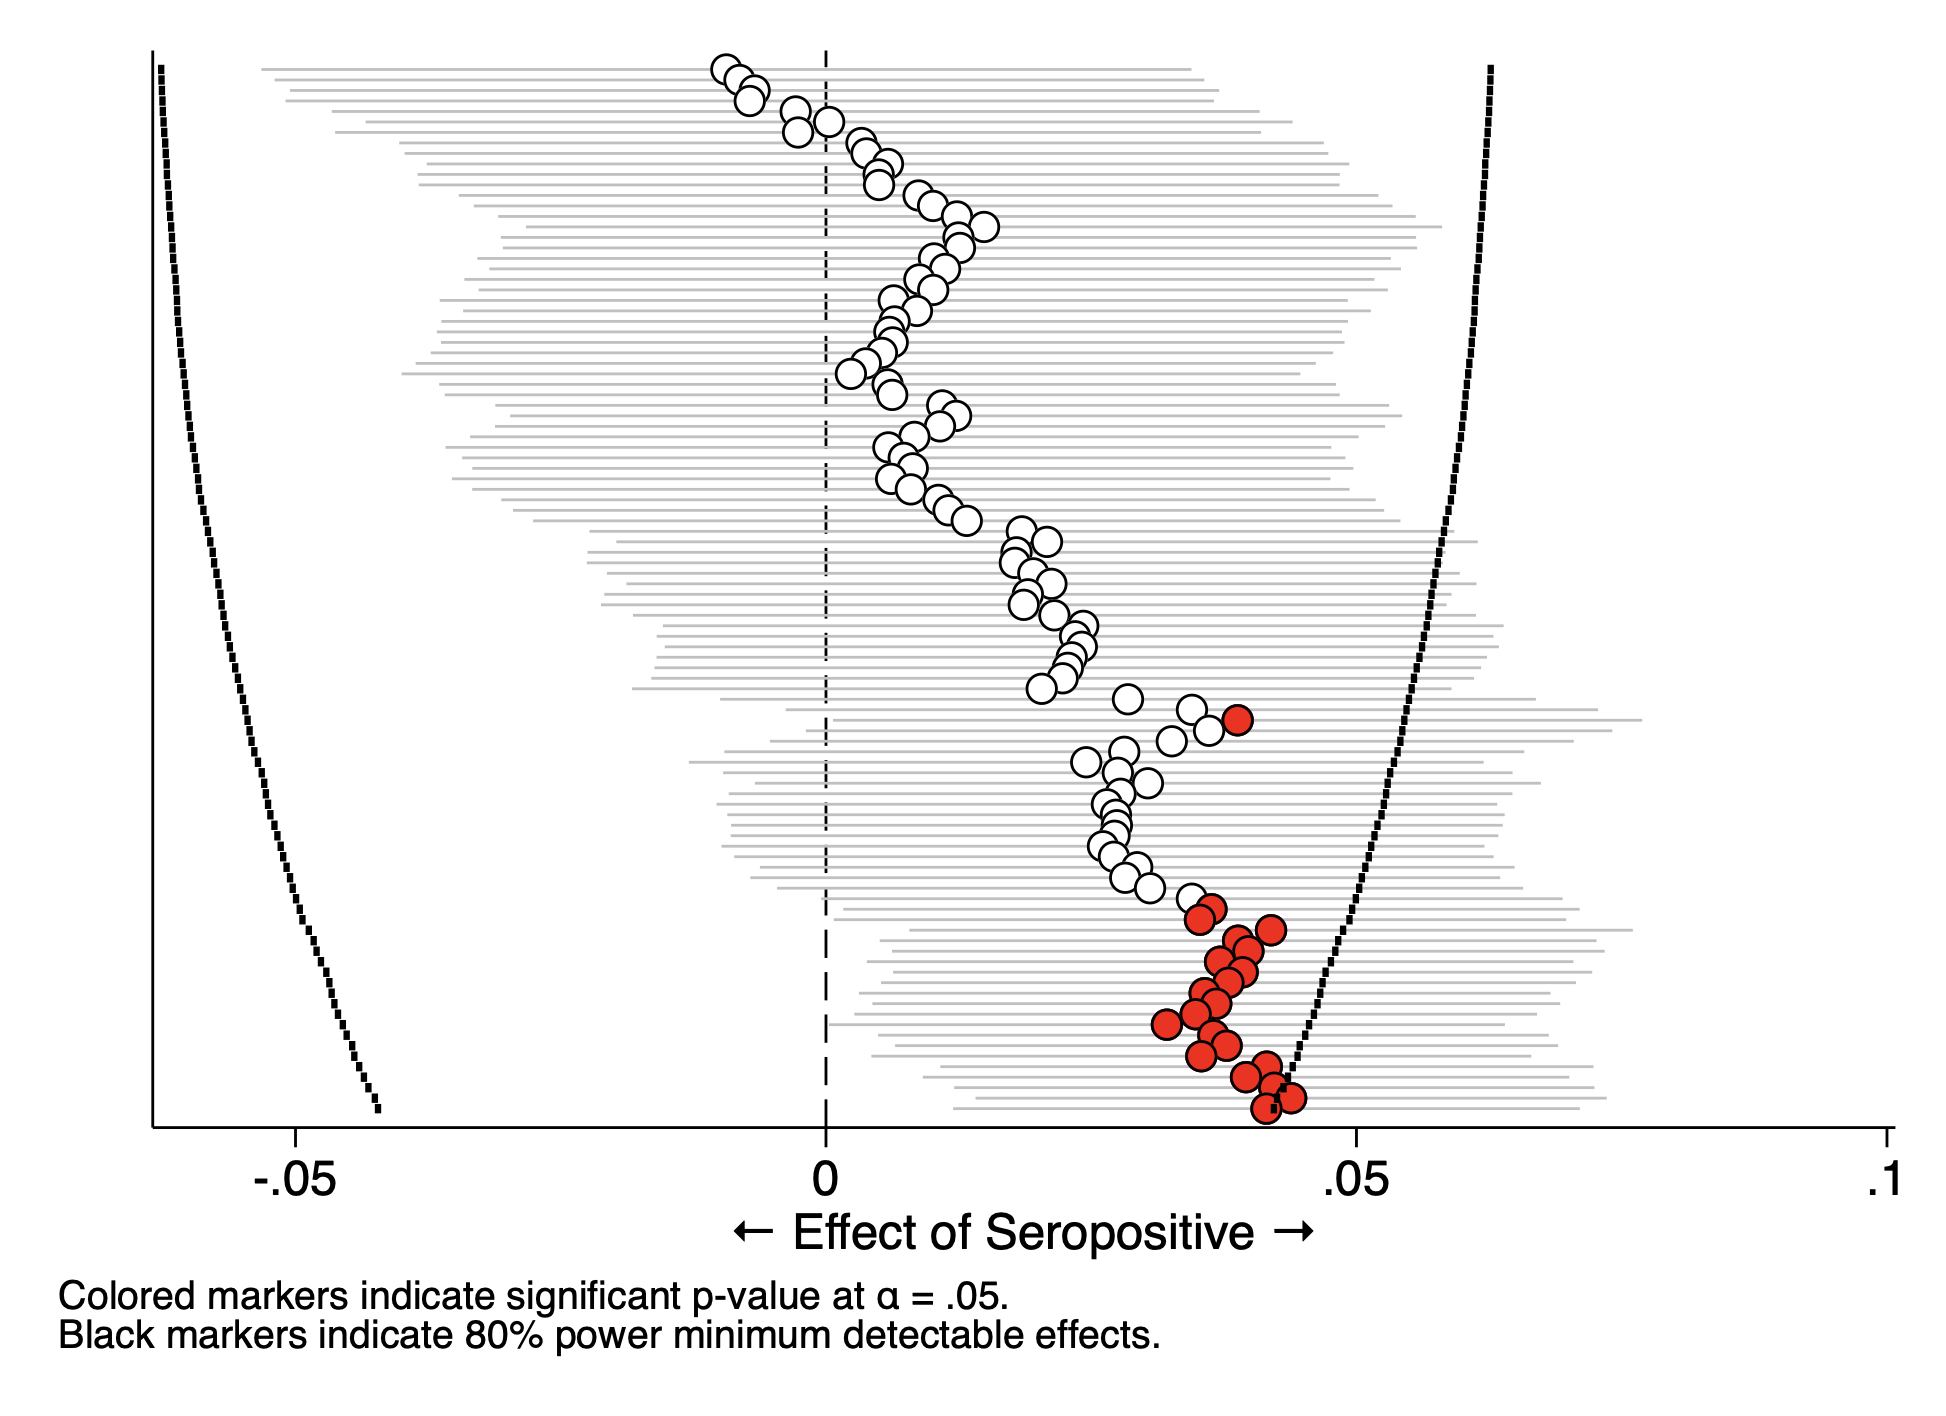 -.05 0 .05 .1
← Effect of Seropositive →
Colored markers indicate significant p-value at α = .05.
Black markers indicate 80% power minimum detectable effects.